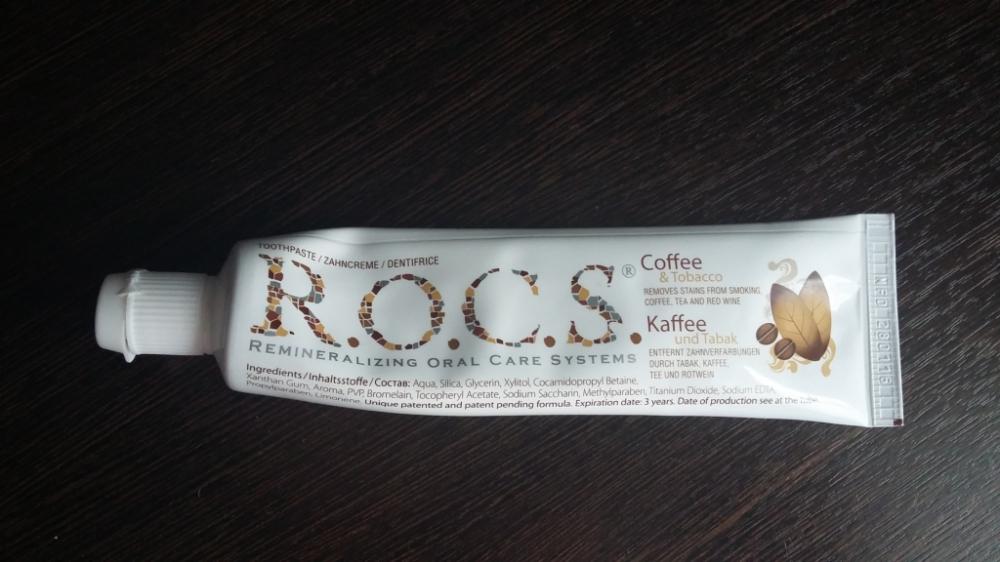 TOOTHPASTE / ZAHNCREME / DENTIFRICE
R.O.C.S.®
REMINERALIZING ORAL CARE SYSTEMS
Coffee
& Tobacco
REMOVES STAINS FROM SMOKING,
COFFEE, TEA AND RED WINE
Kaffee
und Tabak
ENTFERNT ZAHNVERFÄRBUNGEN
DURCH TABAK, KAFFEE,
TEE UND ROTWEIN
Ingredients / Inhaltsstoffe / Состав: Aqua, Silica, Glycerin, Xylitol, Cocamidopropyl Betaine,
Xanthan Gum, Aroma, PVP, Bromelain, Tocopheryl Acetate, Sodium Saccharin, Methylparaben, Titanium Dioxide, Sodium EDTA,
Propylparaben, Limonene. Unique patented and patent pending formula. Expiration date: 3 years. Date of production see at the tube.